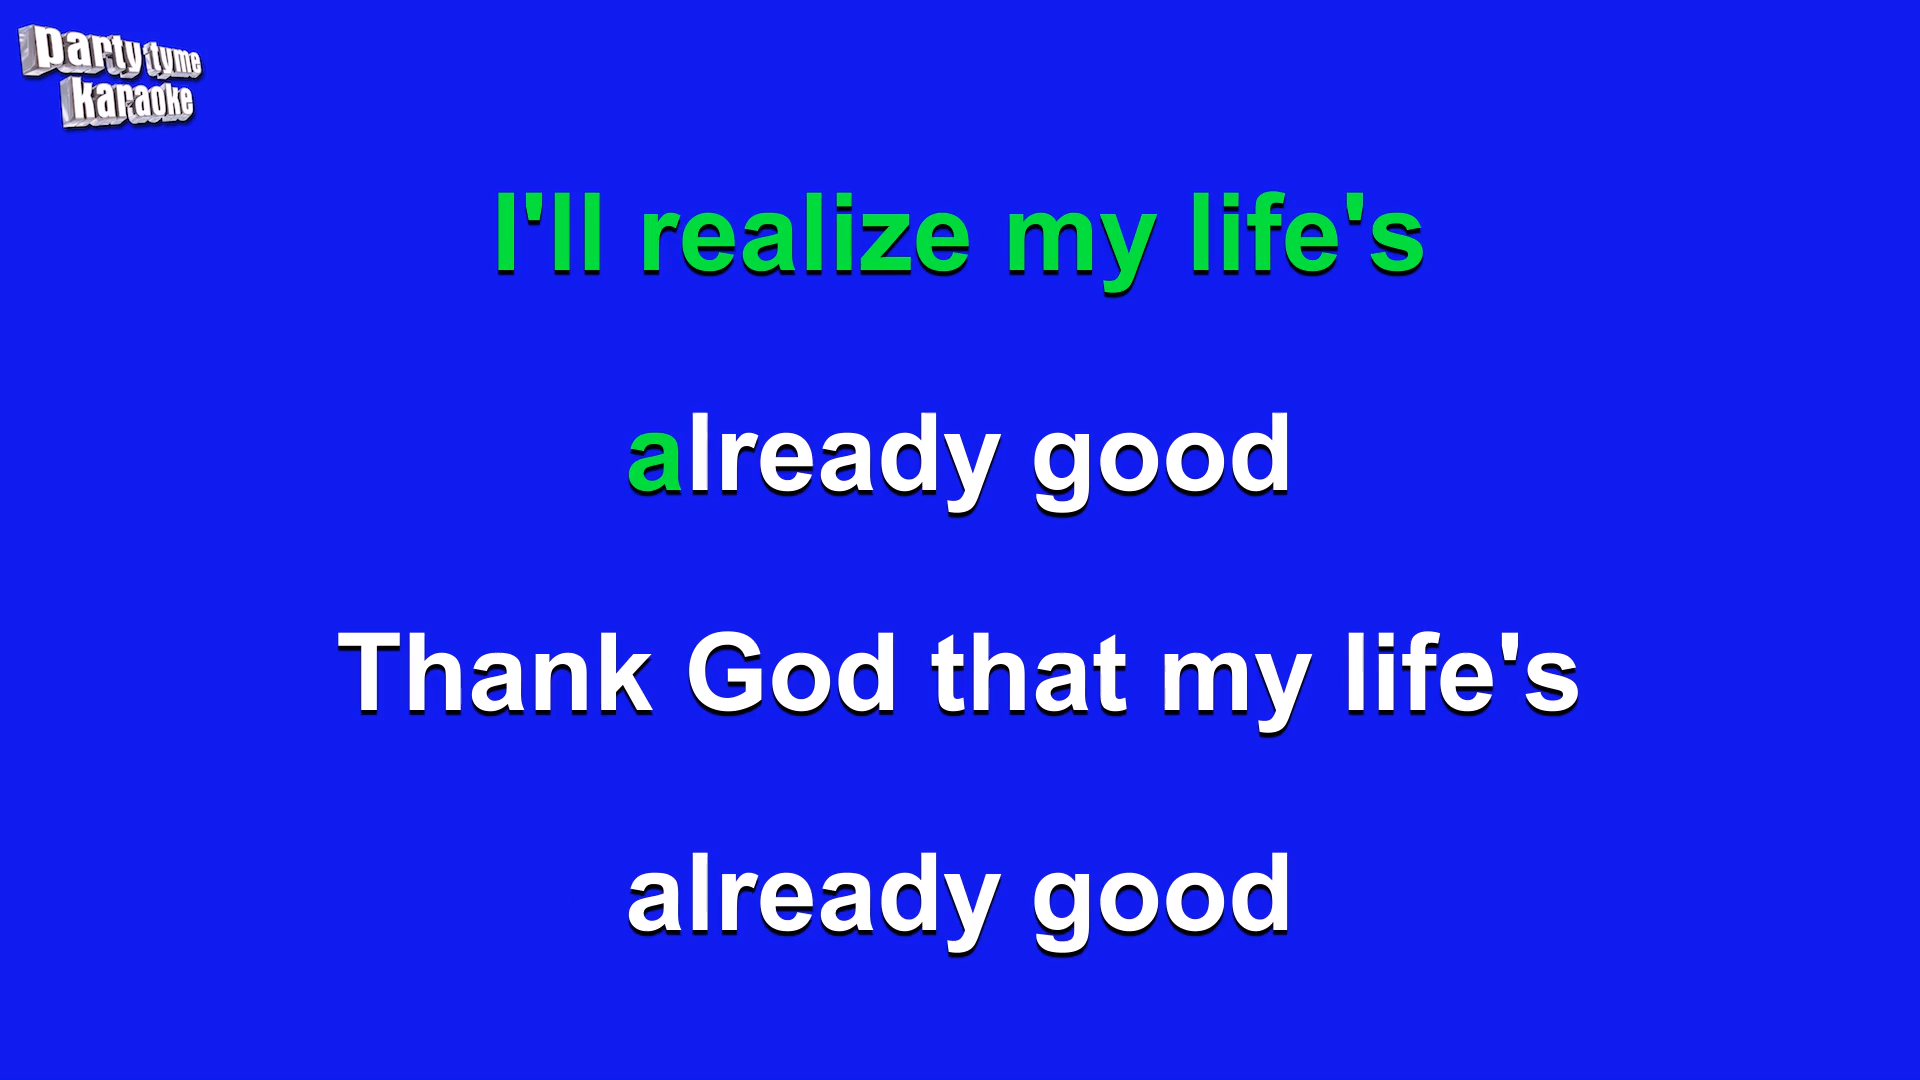 party tyme
karaoke
I'll realize my life's
already good
Thank God that my life's
already good